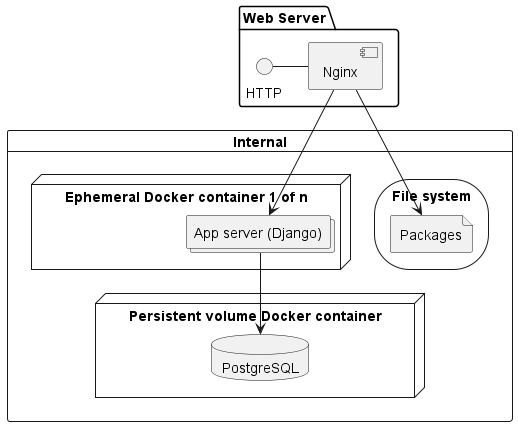 Web Server
Nginx
HTTP
Internal
Ephemeral Docker container 1 of n
File system
App server (Django)
Packages
Persistent volume Docker container
PostgreSQL